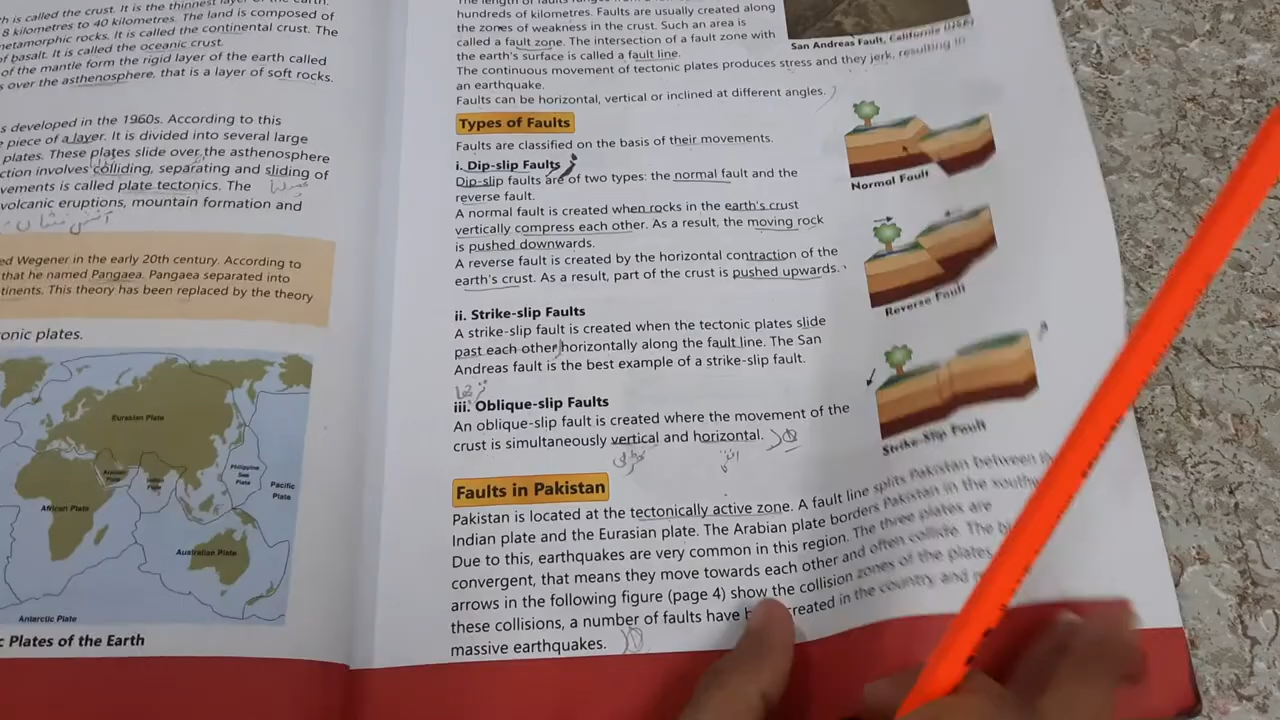 h is called the crust. It is the thinnest layer of the earth.
8 kilometres to 40 kilometres. The land is composed of
metamorphic rocks. It is called the continental crust. The
of basalt. It is called the oceanic crust.
of the mantle form the rigid layer of the earth called
over the asthenosphere, that is a layer of soft rocks.
s developed in the 1960s. According to this
piece of a layer. It is divided into several large
plates. These plates slide over the asthenosphere
ction involves colliding, separating and sliding of
vements is called plate tectonics. The
volcanic eruptions, mountain formation and
آتش فشاں
ed Wegener in the early 20th century. According to
that he named Pangaea. Pangaea separated into
tinents. This theory has been replaced by the theory
onic plates.
Eurasian Plate
Arabian Plate
Indian Plate
Philippine Sea Plate
Pacific Plate
African Plate
Australian Plate
Antarctic Plate
c Plates of the Earth
hundreds of kilometres. Faults are usually created along
the zones of weakness in the crust. Such an area is
called a fault zone. The intersection of a fault zone with
the earth's surface is called a fault line.
The continuous movement of tectonic plates produces stress and they jerk, resulting in
an earthquake.
Faults can be horizontal, vertical or inclined at different angles.
San Andreas Fault, California (USA)
Types of Faults
Faults are classified on the basis of their movements.
i. Dip-slip Faults
Dip-slip faults are of two types: the normal fault and the
reverse fault.
A normal fault is created when rocks in the earth's crust
vertically compress each other. As a result, the moving rock
is pushed downwards.
A reverse fault is created by the horizontal contraction of the
earth's crust. As a result, part of the crust is pushed upwards.
Normal Fault
Reverse Fault
ii. Strike-slip Faults
A strike-slip fault is created when the tectonic plates slide
past each other horizontally along the fault line. The San
Andreas fault is the best example of a strike-slip fault.
ترچھا
iii. Oblique-slip Faults
An oblique-slip fault is created where the movement of the
crust is simultaneously vertical and horizontal.
Strike-Slip Fault
Faults in Pakistan
Pakistan is located at the tectonically active zone. A fault line splits Pakistan between
Indian plate and the Eurasian plate. The Arabian plate borders Pakistan in the
Due to this, earthquakes are very common in this region. The three plates are
convergent, that means they move towards each other and often collide. The
arrows in the following figure (page 4) show the collision zones of the plates.
these collisions, a number of faults have created in the country and
massive earthquakes.